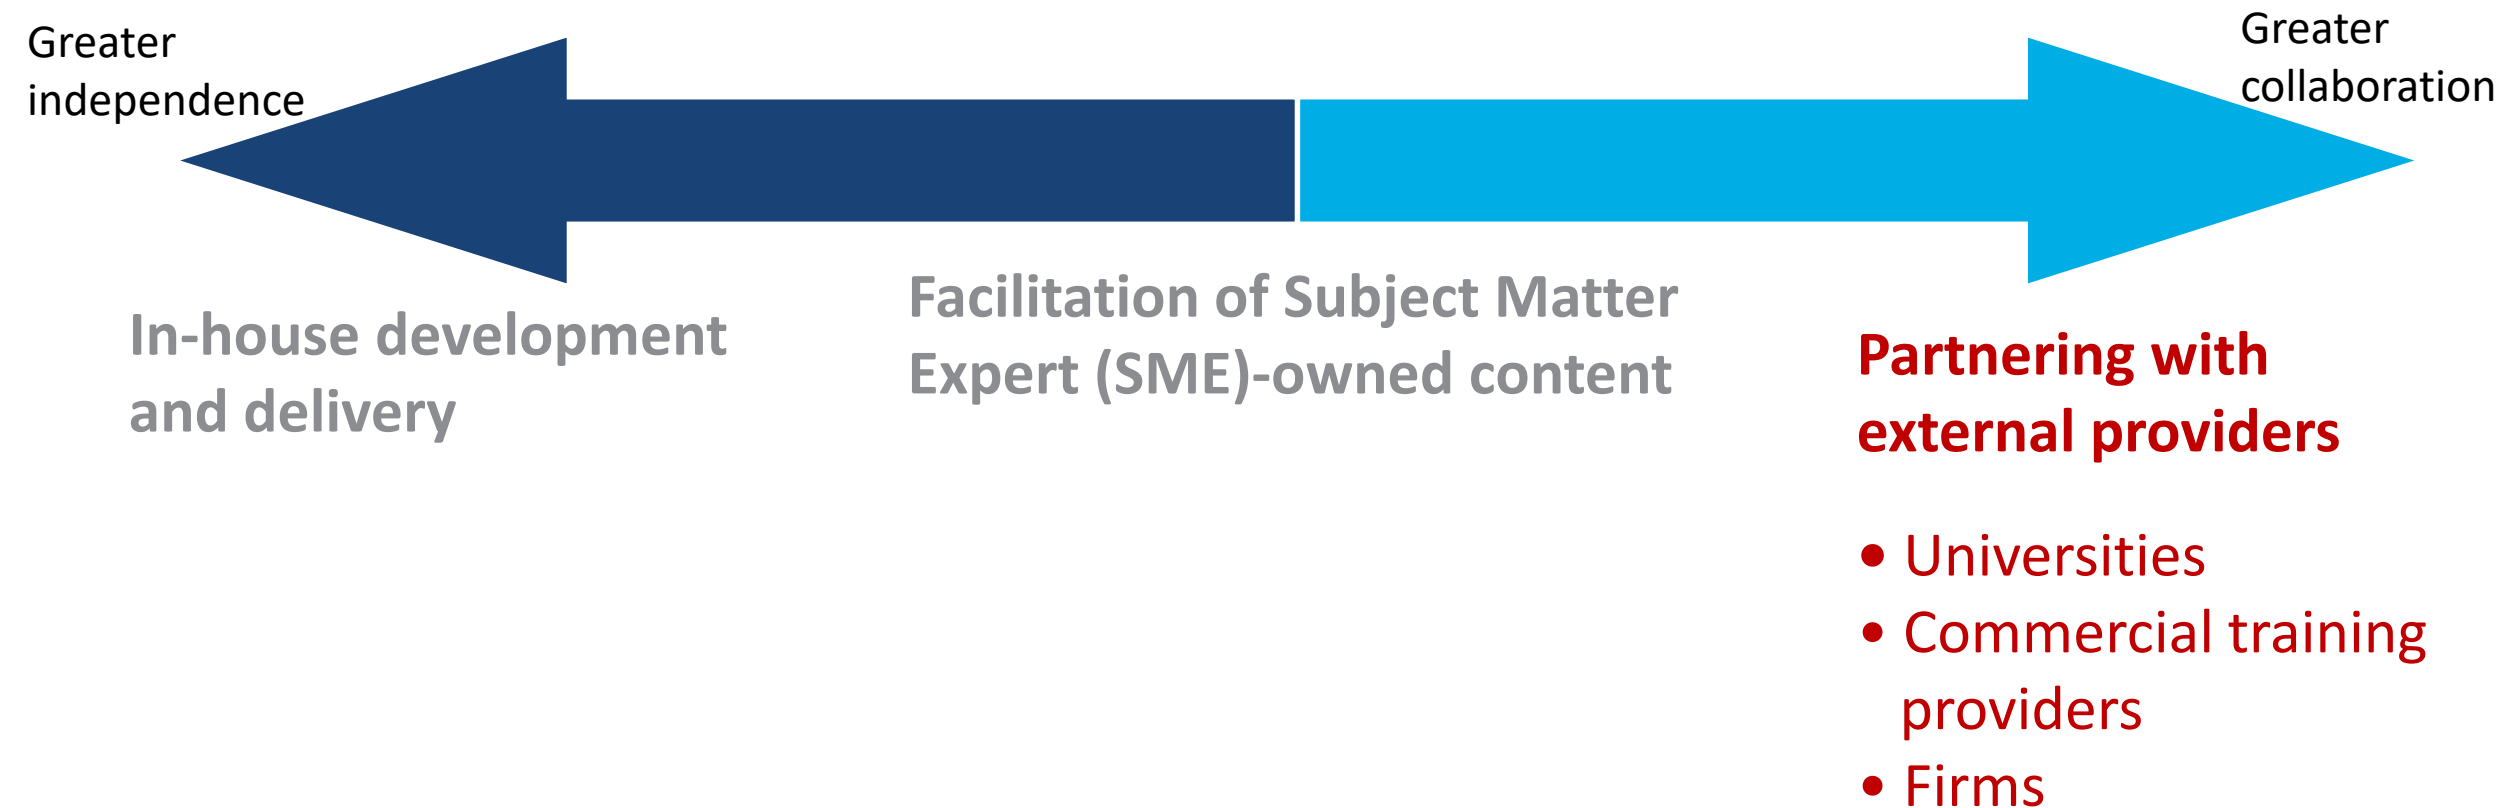 Greater
independence
Greater
collaboration
In-house development
and delivery
Facilitation of Subject Matter
Expert (SME)-owned content
Partnering with
external providers
• Universities
• Commercial training
providers
• Firms